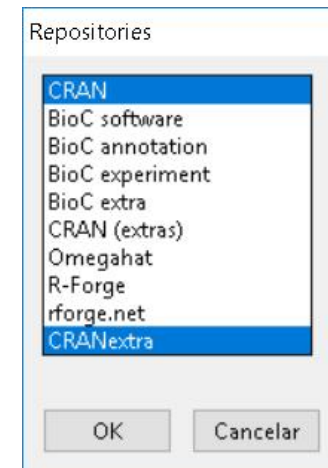 Repositories
CRAN
BioC software
BioC annotation
BioC experiment
BioC extra
CRAN (extras)
Omegahat
R-Forge
rforge.net
CRANextra
OK
Cancelar